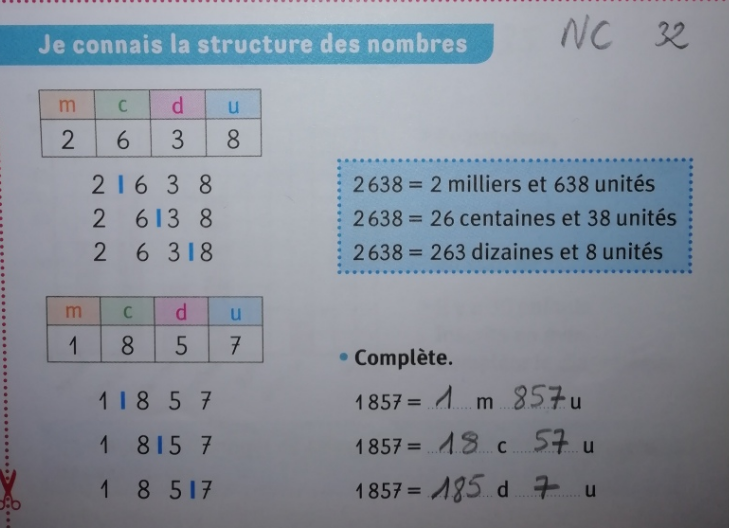 Je connais la structure des nombres
NC 32
m c d u
2 6 3 8
2 | 6 3 8
2 6 | 3 8
2 6 3 | 8
2 638 = 2 milliers et 638 unités
2 638 = 26 centaines et 38 unités
2 638 = 263 dizaines et 8 unités
m c d u
1 8 5 7
1 | 8 5 7
1 8 | 5 7
1 8 5 | 7
• Complète.
1 857 = 1 m 857 u
1 857 = 18 c 57 u
1 857 = 185 d 7 u